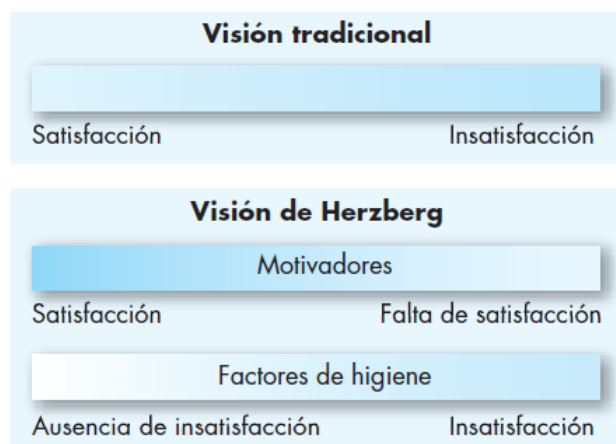 Visión tradicional
Satisfacción Insatisfacción
Visión de Herzberg
Motivadores
Satisfacción Falta de satisfacción
Factores de higiene
Ausencia de insatisfacción Insatisfacción